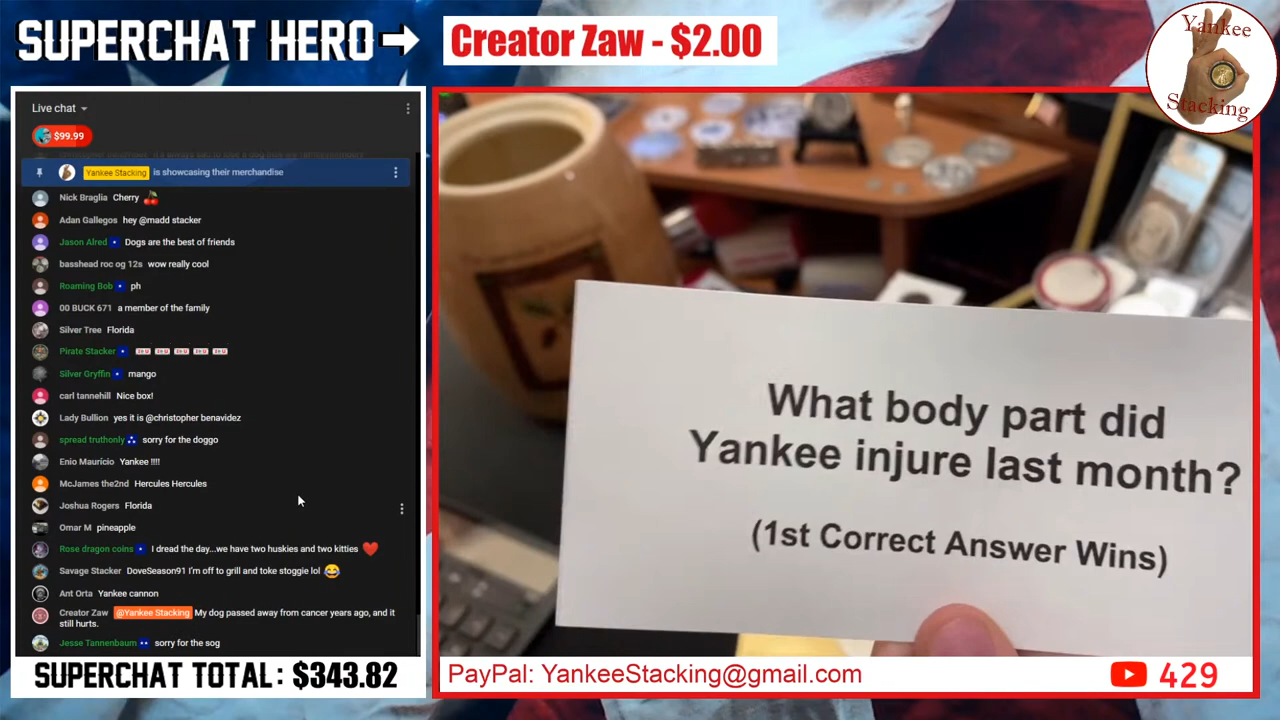 SUPERCHAT HERO
Creator Zaw - $2.00
Yankee
Stacking
Live chat
$99.99
Yankee Stacking is showcasing their merchandise
Nick Braglia Cherry
Adan Gallegos hey @madd stacker
Jason Alred Dogs are the best of friends
basshead roc og 12s wow really cool
Roaming Bob ph
00 BUCK 671 a member of the family
Silver Tree Florida
Pirate Stacker
Silver Gryffin mango
carl tannehill Nice box!
Lady Bullion yes it is @christopher benavidez
spread truthonly sorry for the doggo
Enio Maurício Yankee !!!!
McJames the2nd Hercules Hercules
Joshua Rogers Florida
Omar M pineapple
Rose dragon coins I dread the day...we have two huskies and two kitties
Savage Stacker DoveSeason91 I'm off to grill and toke stoggie lol
Ant Orta Yankee cannon
Creator Zaw @Yankee Stacking My dog passed away from cancer years ago, and it
still hurts.
Jesse Tannenbaum sorry for the sog
SUPERCHAT TOTAL: $343.82
What body part did
Yankee injure last month?
(1st Correct Answer Wins)
PayPal: YankeeStacking@gmail.com
429